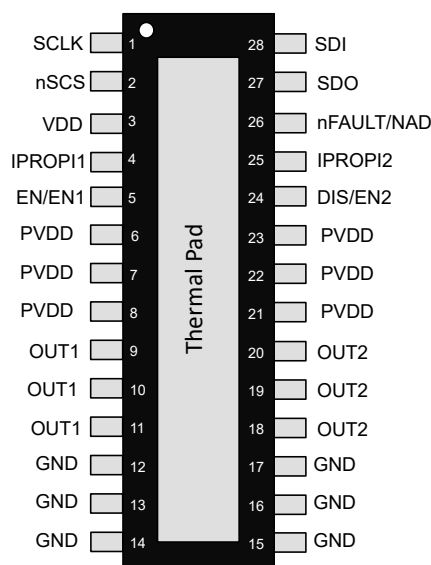 SCLK 1 28 SDI
nSCS 2 27 SDO
VDD 3 26 nFAULT/NAD
IPROPI1 4 25 IPROPI2
EN/EN1 5 24 DIS/EN2
PVDD 6 23 PVDD
PVDD 7 22 PVDD
PVDD 8 21 PVDD
OUT1 9 20 OUT2
OUT1 10 19 OUT2
OUT1 11 18 OUT2
GND 12 17 GND
GND 13 16 GND
GND 14 15 GND
Thermal Pad